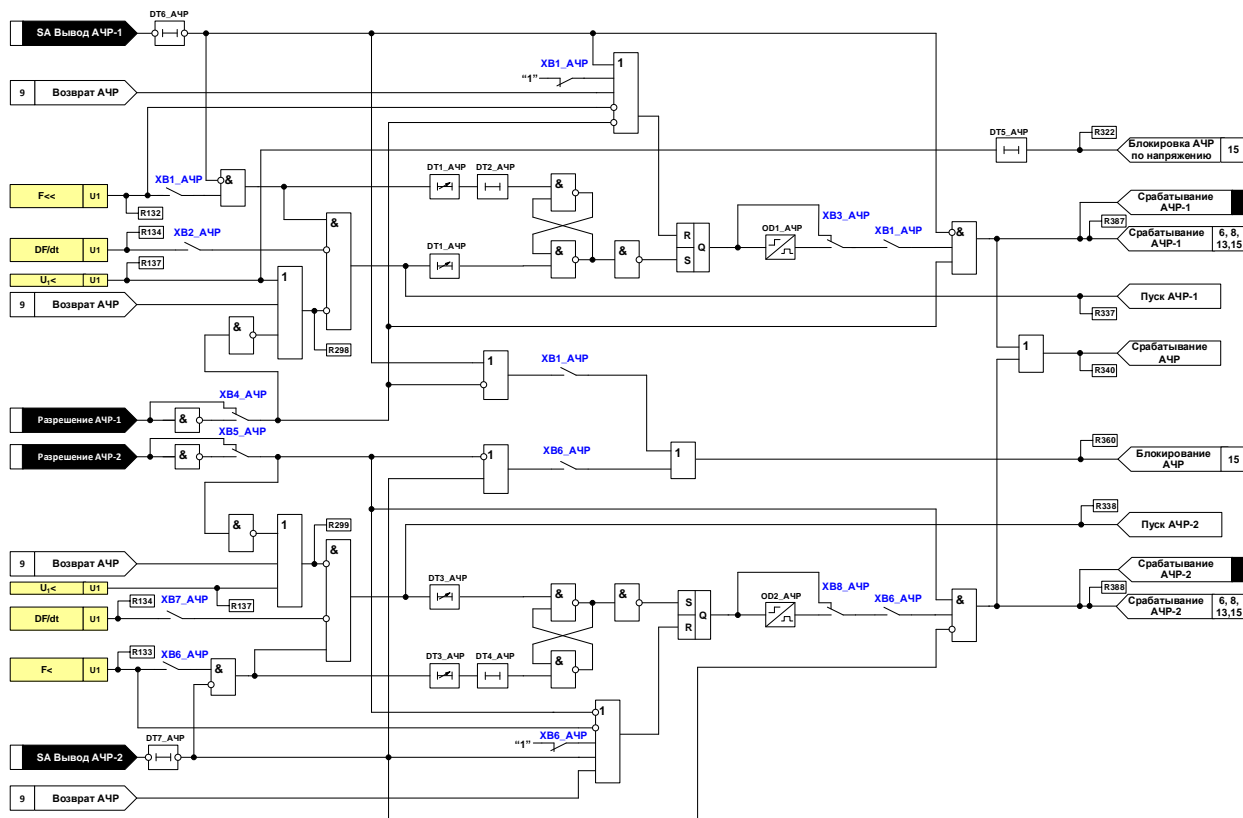 DT6_АЧР
SA Вывод АЧР-1
XB1_АЧР
1
“1”
9 Возврат АЧР
DT5_АЧР
R322
Блокировка АЧР по напряжению 15
XB1_АЧР
&
DT1_АЧР
DT2_АЧР
&
F<< U1
R132
Срабатывание АЧР-1
R387
Срабатывание АЧР-1 6, 8, 13,15
R134
XB2_АЧР
DF/dt U1
&
DT1_АЧР
&
&
R
S
Q
OD1_АЧР
XB3_АЧР
XB1_АЧР
&
R137
U₁< U1
1
9 Возврат АЧР
Пуск АЧР-1
R337
&
R298
1
XB1_АЧР
1
Срабатывание АЧР
R340
XB4_АЧР
Разрешение АЧР-1
&
XB5_АЧР
Разрешение АЧР-2
&
1
XB6_АЧР
1
R360
Блокирование АЧР 15
&
1
R299
R338
Пуск АЧР-2
9 Возврат АЧР
&
U₁< U1
R137
R134
XB7_АЧР
DF/dt U1
DT3_АЧР
&
&
S
R
Q
OD2_АЧР
XB8_АЧР
XB6_АЧР
&
Срабатывание АЧР-2
R388
Срабатывание АЧР-2 6, 8, 13,15
R133
XB6_АЧР
F< U1
&
DT3_АЧР
DT4_АЧР
&
1
“1”
XB6_АЧР
DT7_АЧР
SA Вывод АЧР-2
9 Возврат АЧР